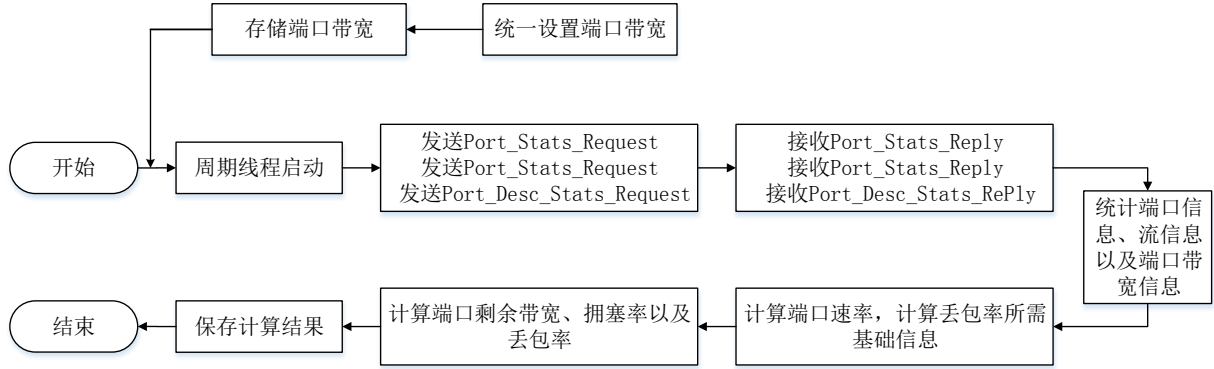 存储端口带宽
统一设置端口带宽
开始
周期线程启动
发送Port_Stats_Request
发送Port_Stats_Request
发送Port_Desc_Stats_Request
接收Port_Stats_Reply
接收Port_Stats_Reply
接收Port_Desc_Stats_RePly
统计端口信
息、流信息
以及端口带
宽信息
结束
保存计算结果
计算端口剩余带宽、拥塞率以及
丢包率
计算端口速率，计算丢包率所需
基础信息